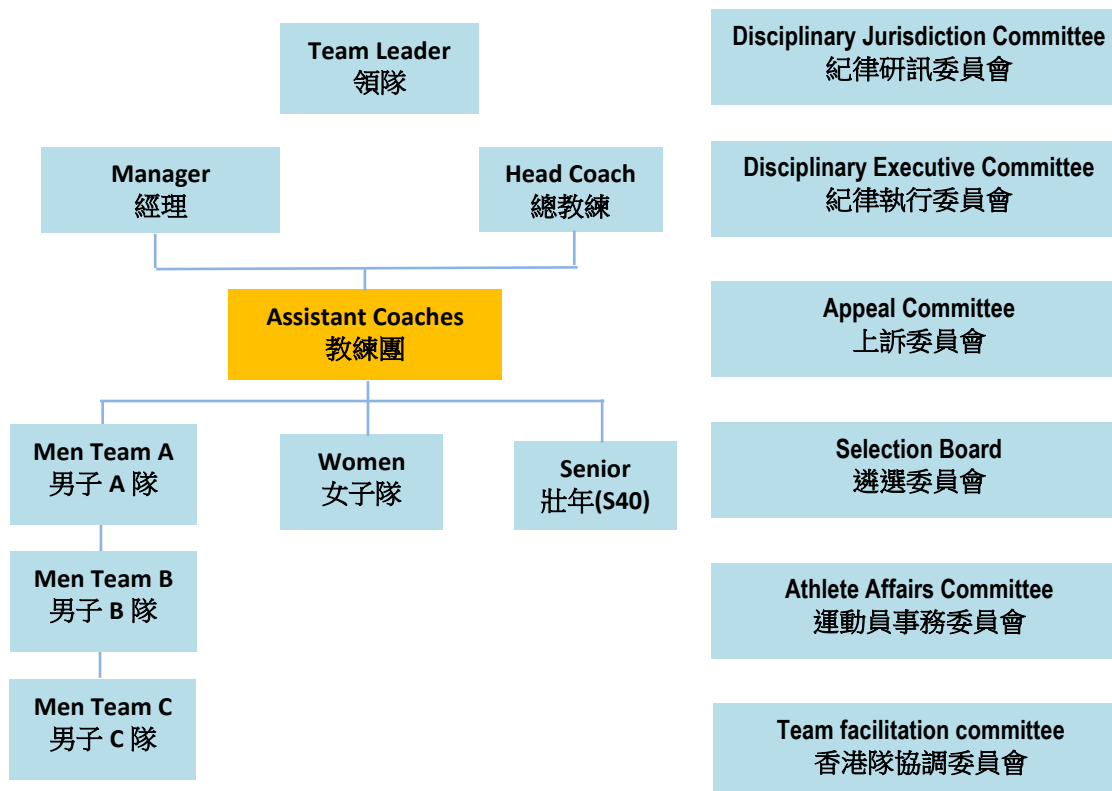 Team Leader
領隊
Manager
經理
Head Coach
總教練
Assistant Coaches
教練團
Men Team A
男子 A 隊
Women
女子隊
Senior
壯年(S40)
Men Team B
男子 B 隊
Men Team C
男子 C 隊
Disciplinary Jurisdiction Committee
紀律研訊委員會
Disciplinary Executive Committee
紀律執行委員會
Appeal Committee
上訴委員會
Selection Board
遴選委員會
Athlete Affairs Committee
運動員事務委員會
Team facilitation committee
香港隊協調委員會